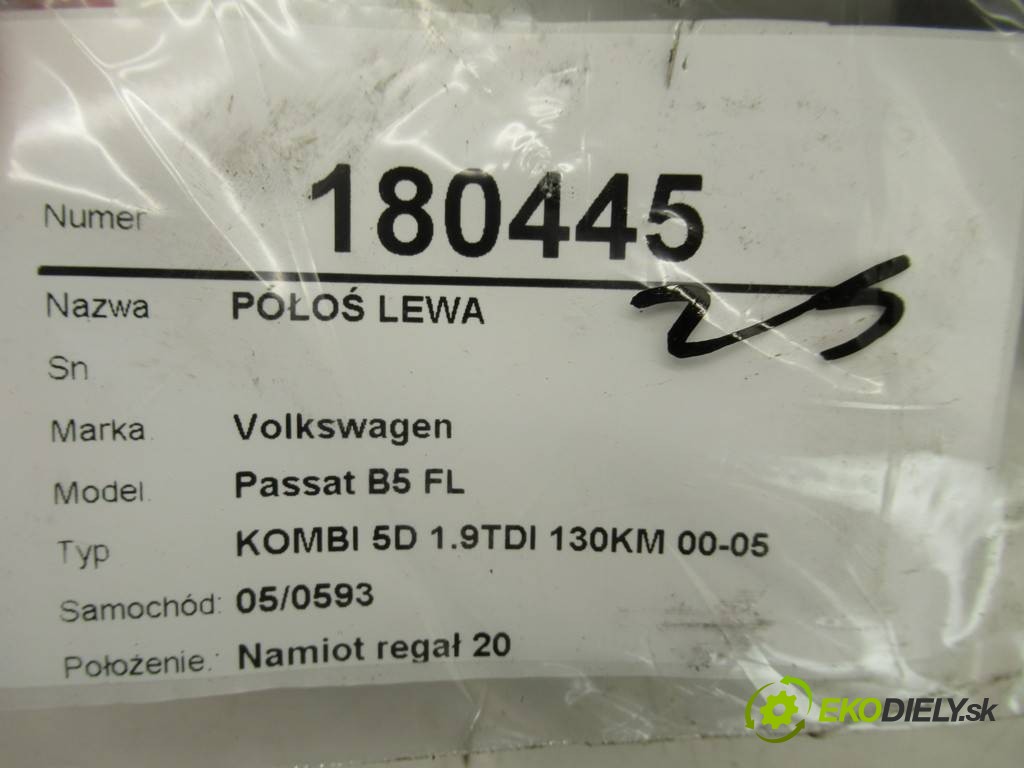 Numer 180445
Nazwa PÓŁOŚ LEWA
25
Sn
Marka. Volkswagen
Model. Passat B5 FL
Typ KOMBI 5D 1.9TDI 130KM 00-05
Samochód: 05/0593
Położenie.: Namiot regał 20
EKODIELY.sk